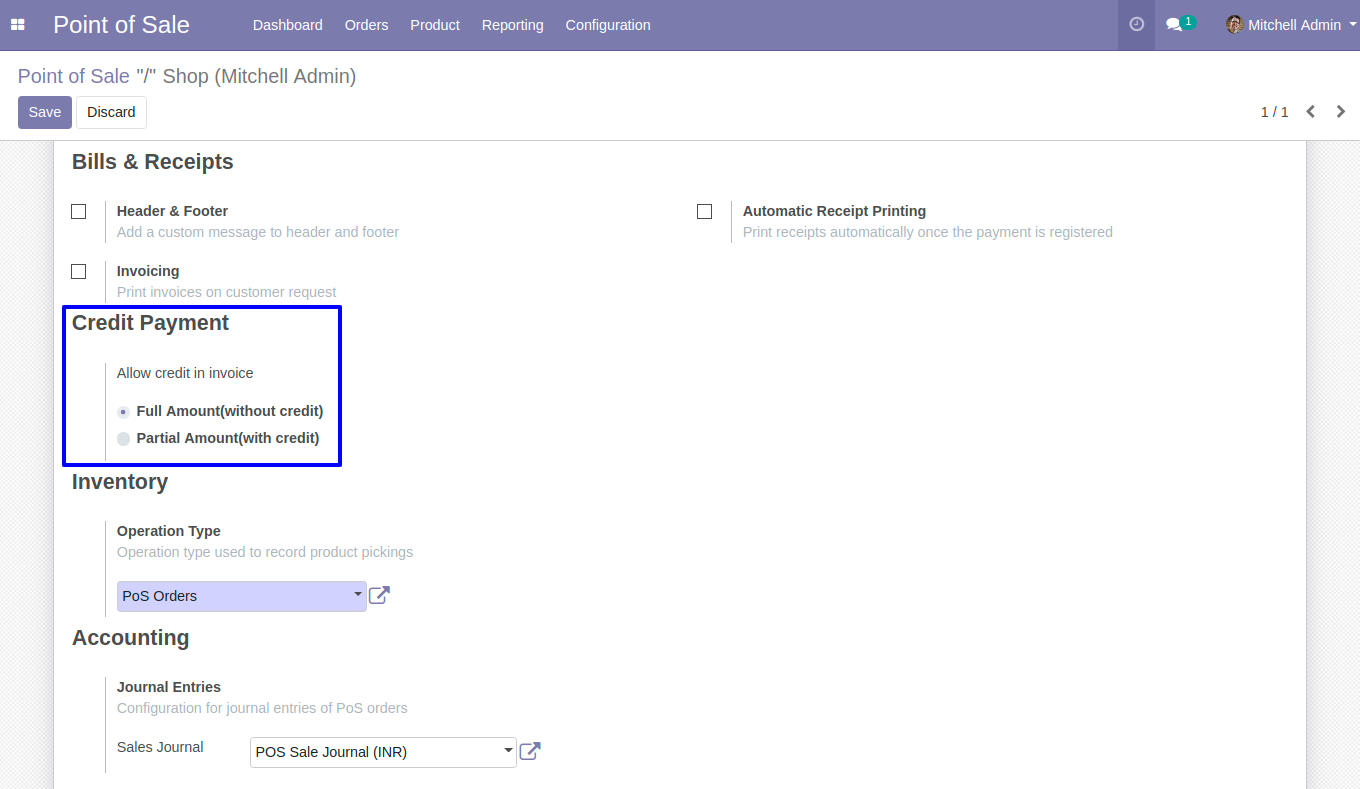 Point of Sale Dashboard Orders Product Reporting Configuration 1 Mitchell Admin
Point of Sale "/" Shop (Mitchell Admin)
Save Discard 1 / 1
Bills & Receipts
Header & Footer
Add a custom message to header and footer
Automatic Receipt Printing
Print receipts automatically once the payment is registered
Invoicing
Print invoices on customer request
Credit Payment
Allow credit in invoice
Full Amount(without credit)
Partial Amount(with credit)
Inventory
Operation Type
Operation type used to record product pickings
PoS Orders
Accounting
Journal Entries
Configuration for journal entries of PoS orders
Sales Journal POS Sale Journal (INR)